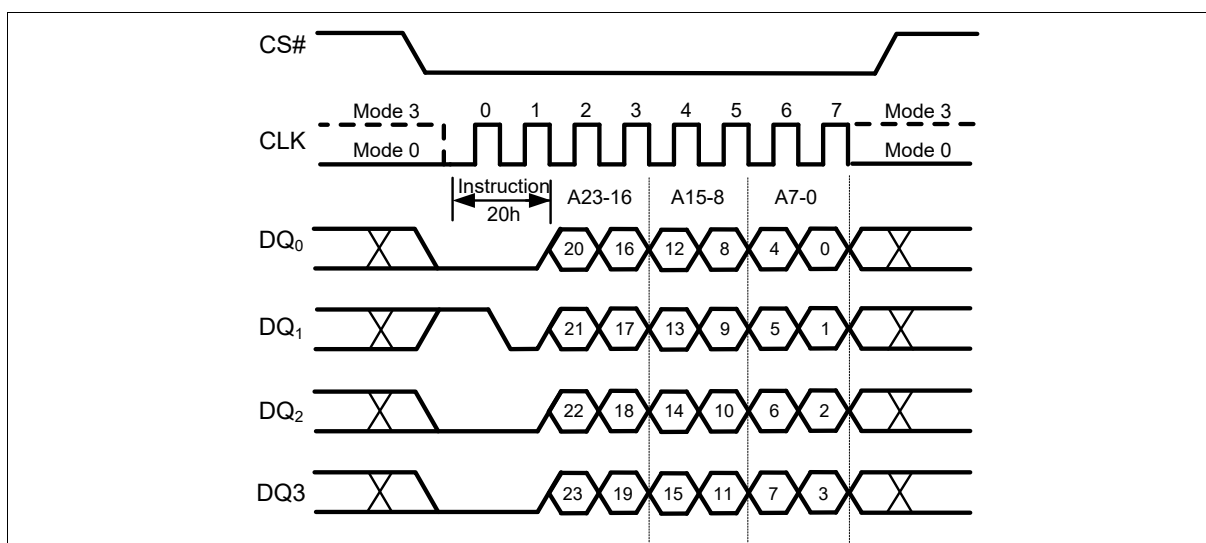 CS#
Mode 3 0 1 2 3 4 5 6 7 Mode 3
CLK
Mode 0 Mode 0
Instruction A23-16 A15-8 A7-0
20h
DQ0 20 16 12 8 4 0
DQ1 21 17 13 9 5 1
DQ2 22 18 14 10 6 2
DQ3 23 19 15 11 7 3